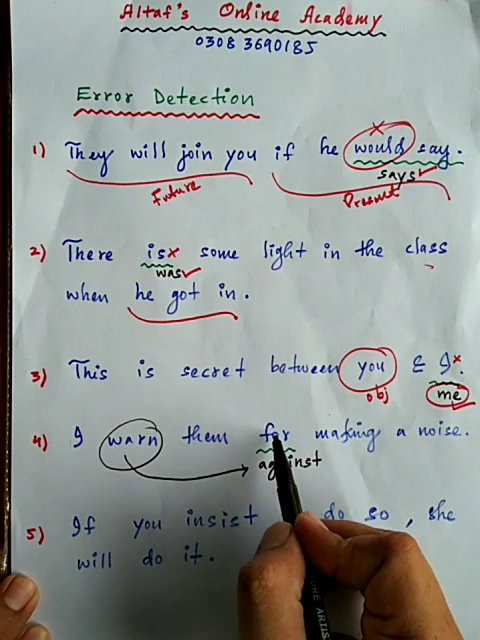 Altaf's Online Academy
0308 3690185
Error Detection
1) They will join you if he would say.
says
Future
Present
2) There is some light in the class
was
when he got in.
3) This is secret between you & I.
obj
me
4) I warn them for making a noise.
against
5) If you insist do so, she
will do it.